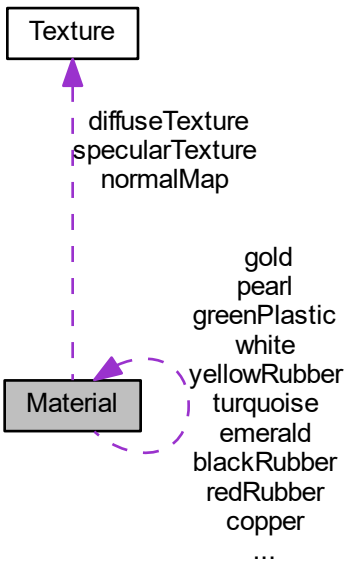 Texture
diffuseTexture
specularTexture
normalMap
gold
pearl
greenPlastic
white
yellowRubber
Material
turquoise
emerald
blackRubber
redRubber
copper
...